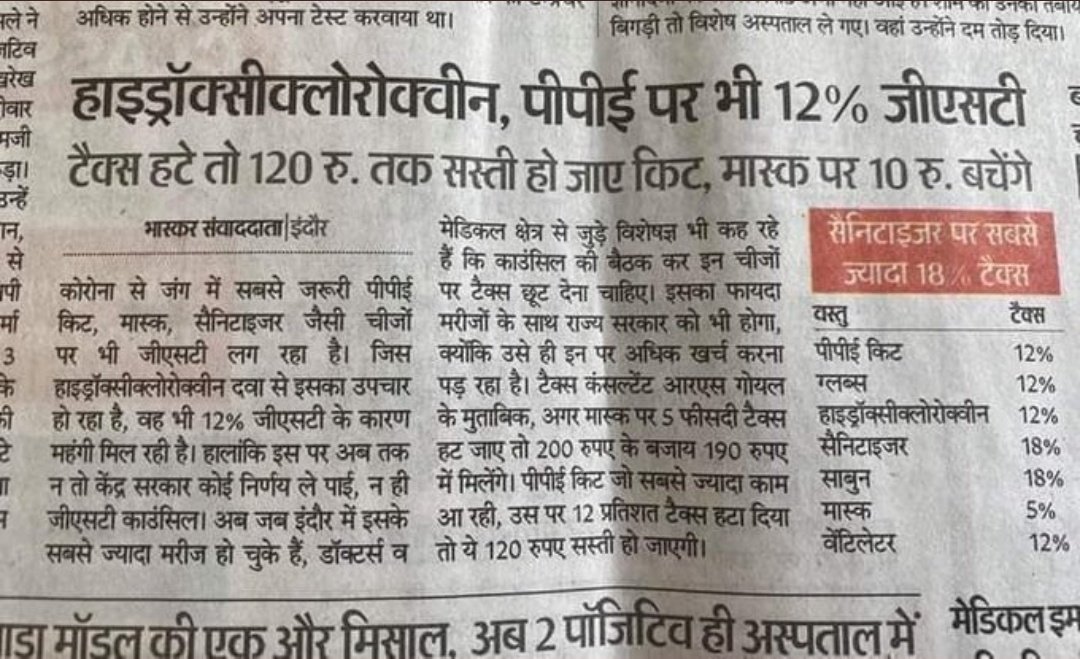 अधिक होने से उन्होंने अपना टेस्ट करवाया था।
बिगड़ी तो विशेष अस्पताल ले गए। वहां उन्होंने दम तोड़ दिया।
हाइड्रॉक्सीक्लोरोक्वीन, पीपीई पर भी 12% जीएसटी
टैक्स हटे तो 120 रु. तक सस्ती हो जाए किट, मास्क पर 10 रु. बचेंगे
भास्कर संवाददाता|इंदौर
कोरोना से जंग में सबसे जरूरी पीपीई
किट, मास्क, सैनिटाइजर जैसी चीजों
पर भी जीएसटी लग रहा है। जिस
हाइड्रॉक्सीक्लोरोक्वीन दवा से इसका उपचार
हो रहा है, वह भी 12% जीएसटी के कारण
महंगी मिल रही है। हालांकि इस पर अब तक
न तो केंद्र सरकार कोई निर्णय ले पाई, न ही
जीएसटी काउंसिल। अब जब इंदौर में इसके
सबसे ज्यादा मरीज हो चुके हैं, डॉक्टर्स व
मेडिकल क्षेत्र से जुड़े विशेषज्ञ भी कह रहे
हैं कि काउंसिल की बैठक कर इन चीजों
पर टैक्स छूट देना चाहिए। इसका फायदा
मरीजों के साथ राज्य सरकार को भी होगा,
क्योंकि उसे ही इन पर अधिक खर्च करना
पड़ रहा है। टैक्स कंसल्टेंट आरएस गोयल
के मुताबिक, अगर मास्क पर 5 फीसदी टैक्स
हट जाए तो 200 रुपए के बजाय 190 रुपए
में मिलेंगे। पीपीई किट जो सबसे ज्यादा काम
आ रही, उस पर 12 प्रतिशत टैक्स हटा दिया
तो ये 120 रुपए सस्ती हो जाएगी।
सैनिटाइजर पर सबसे
ज्यादा 18% टैक्स
वस्तु टैक्स
पीपीई किट 12%
ग्लब्स 12%
हाइड्रॉक्सीक्लोरोक्वीन 12%
सैनिटाइजर 18%
साबुन 18%
मास्क 5%
वेंटिलेटर 12%
मॉडल की एक और मिसाल, अब 2 पॉजिटिव ही अस्पताल में
मेडिकल